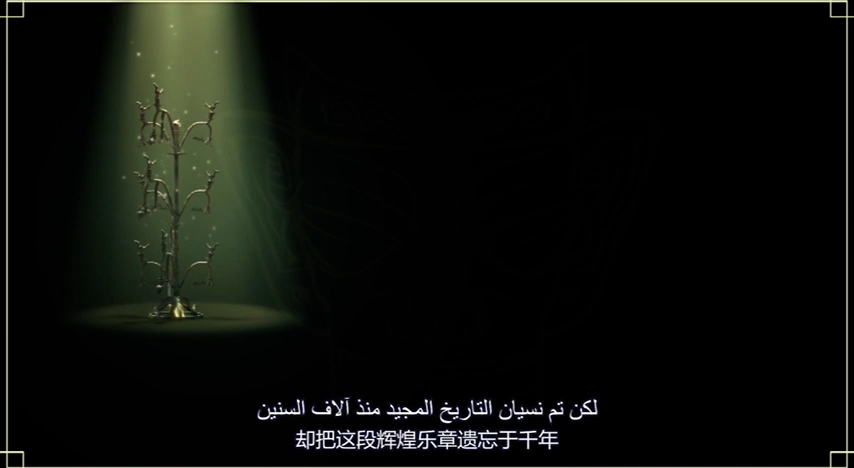 لكن تم نسيان التاريخ المجيد منذ آلاف السنين
却把这段辉煌乐章遗忘于千年